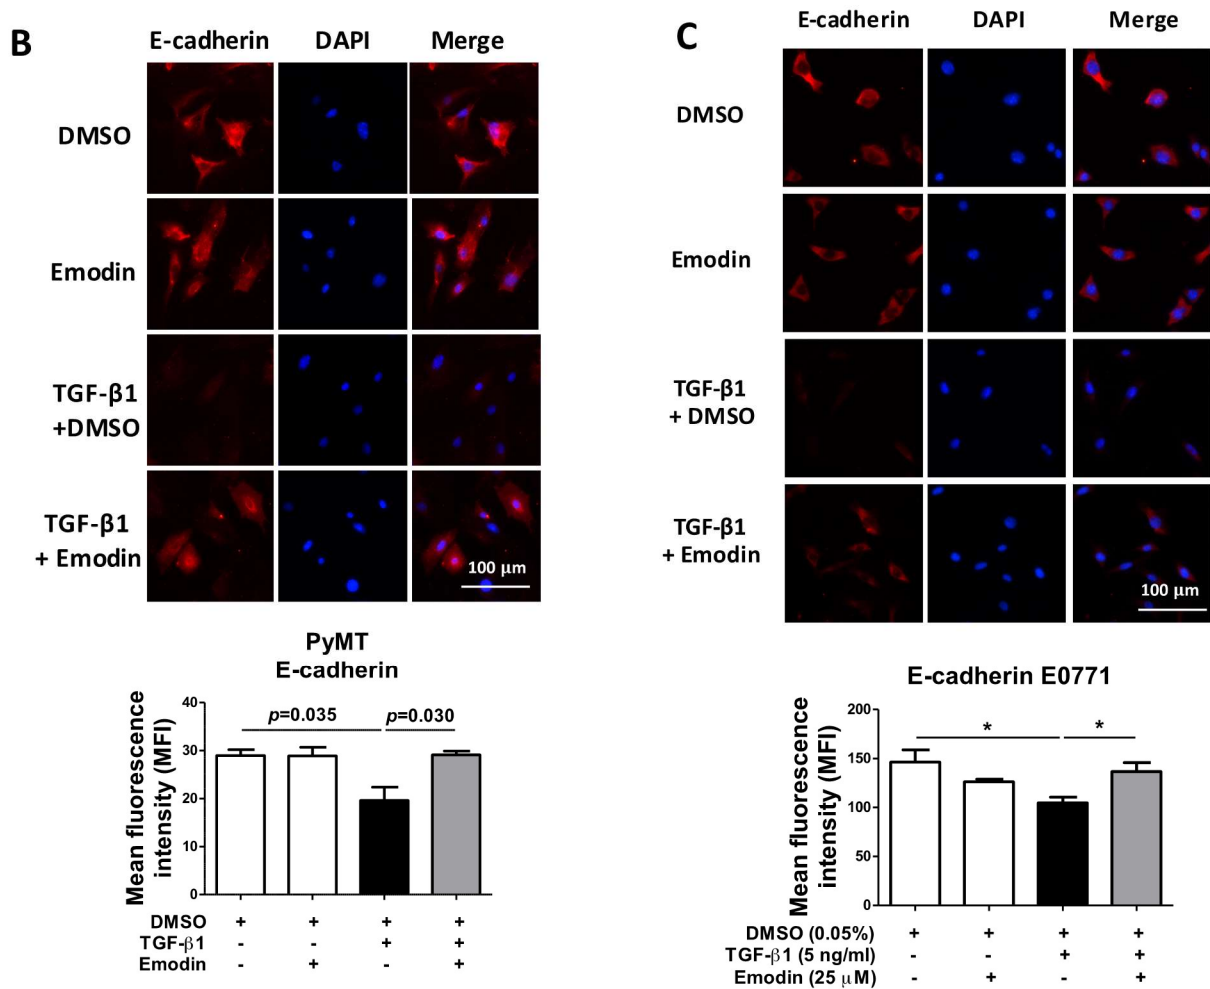 B
E-cadherin DAPI Merge
DMSO
Emodin
TGF-β1
+DMSO
TGF-β1
+ Emodin
100 µm
PyMT
E-cadherin
Mean fluorescence
intensity (MFI)
40
30
20
10
0
p=0.035 p=0.030
DMSO + + + +
TGF-β1 - - + +
Emodin - + - +
C
E-cadherin DAPI Merge
DMSO
Emodin
TGF-β1
+ DMSO
TGF-β1
+ Emodin
100 µm
E-cadherin E0771
Mean fluorescence
intensity (MFI)
200
150
100
50
0
* *
DMSO (0.05%) + + + +
TGF-β1 (5 ng/ml) - - + +
Emodin (25 µM) - + - +